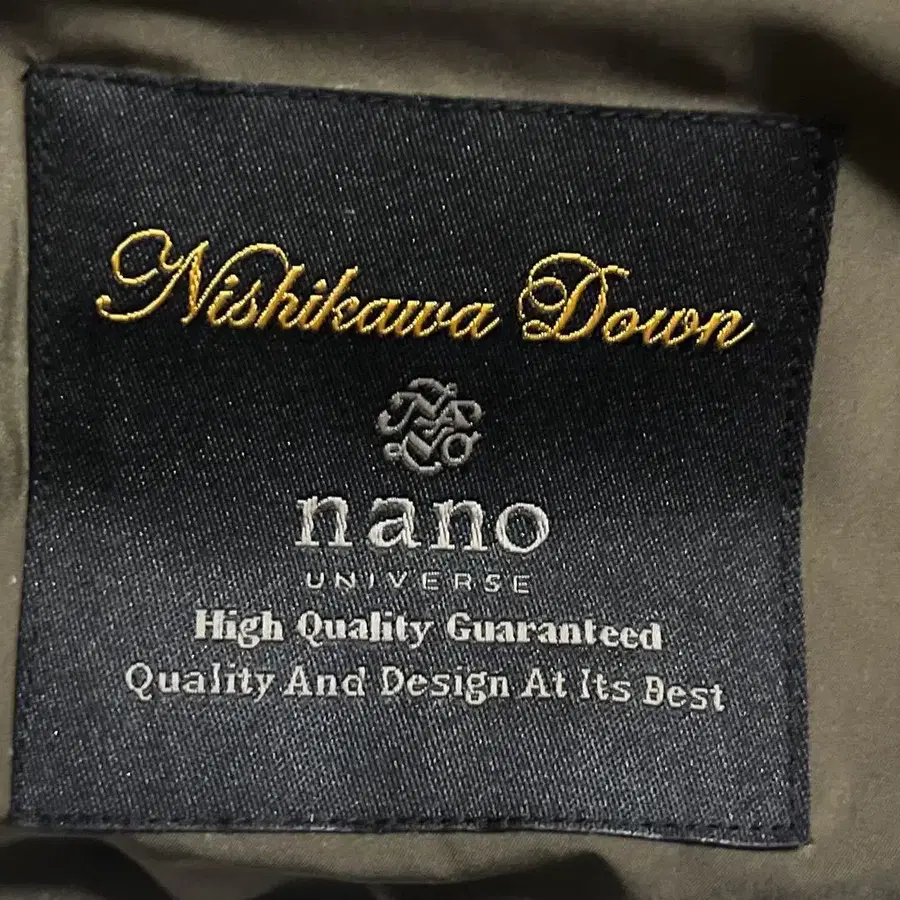 Nishikawa Down
nano
UNIVERSE
High Quality Guaranteed
Quality And Design At Its Best